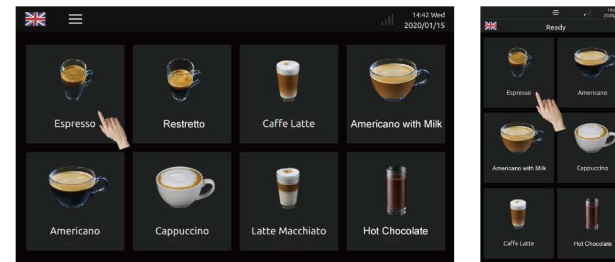 14:42 Wed
2020/01/15
Espresso
Restretto
Caffe Latte
Americano with Milk
Americano
Cappuccino
Latte Macchiato
Hot Chocolate
Ready
Espresso
Americano
Americano with Milk
Cappuccino
Caffe Latte
Hot Chocolate